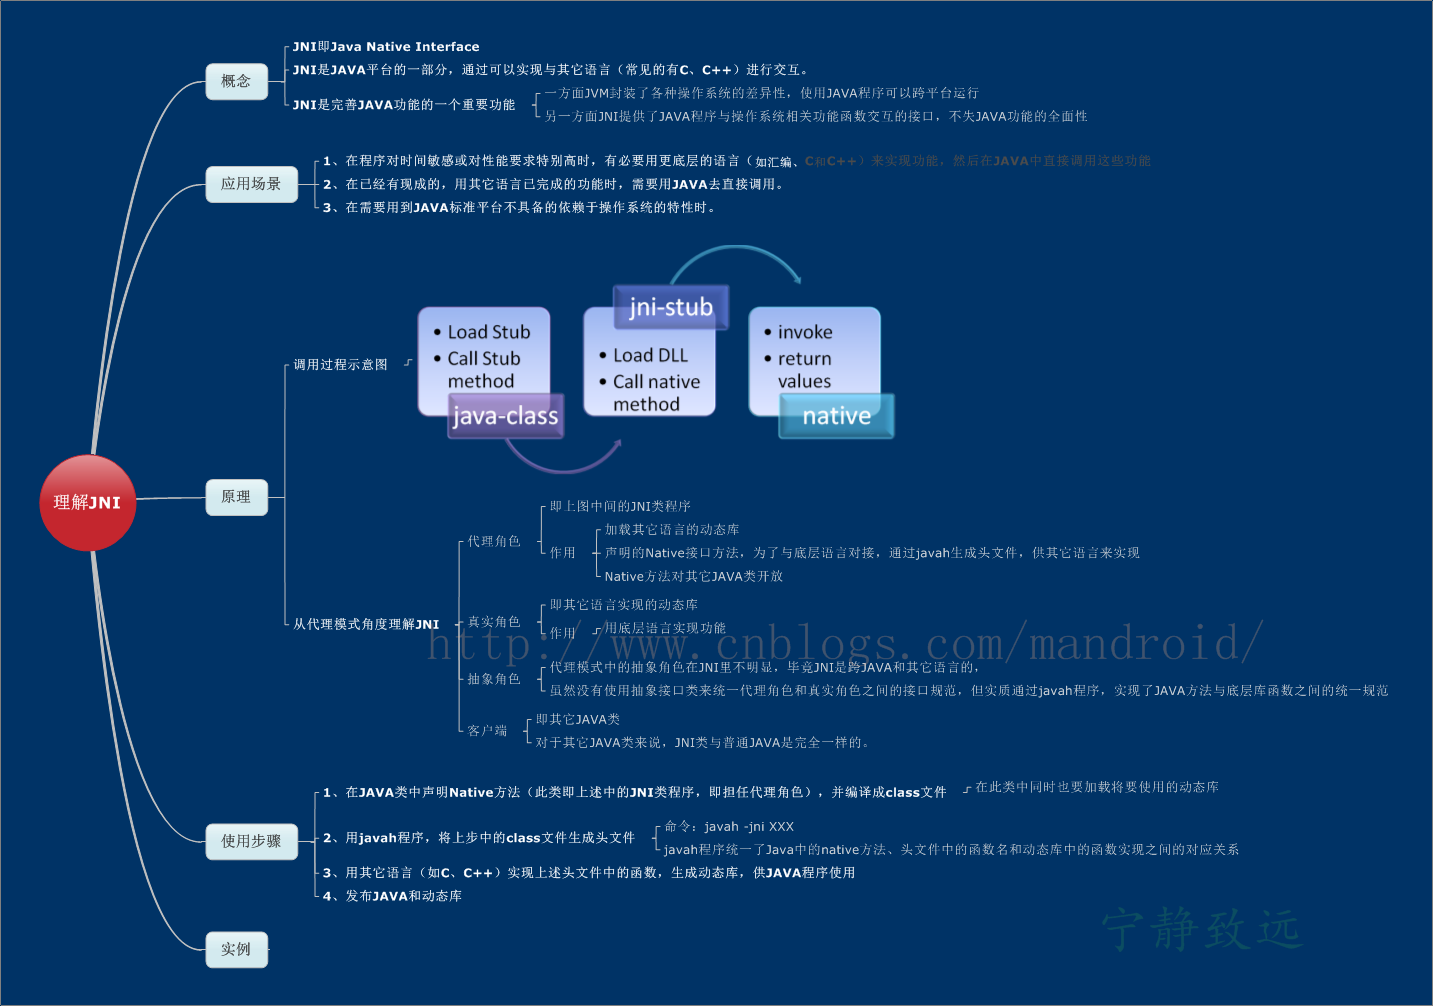 概念
JNI即Java Native Interface
JNI是JAVA平台的一部分，通过可以实现与其它语言（常见的有C、C++）进行交互。
JNI是完善JAVA功能的一个重要功能
一方面JVM封装了各种操作系统的差异性，使用JAVA程序可以跨平台运行
另一方面JNI提供了JAVA程序与操作系统相关功能函数交互的接口，不失JAVA功能的全面性
应用场景
1、在程序对时间敏感或对性能要求特别高时，有必要用更底层的语言（如汇编、C和C++）来实现功能，然后在JAVA中直接调用这些功能
2、在已经有现成的，用其它语言已完成的功能时，需要用JAVA去直接调用。
3、在需要用到JAVA标准平台不具备的依赖于操作系统的特性时。
理解JNI
原理
调用过程示意图
• Load Stub
• Call Stub
method
java-class
jni-stub
• Load DLL
• Call native
method
• invoke
• return
values
native
从代理模式角度理解JNI
代理角色
即上图中间的JNI类程序
作用
加载其它语言的动态库
声明的Native接口方法，为了与底层语言对接，通过javah生成头文件，供其它语言来实现
Native方法对其它JAVA类开放
真实角色
即其它语言实现的动态库
作用
用底层语言实现功能
http://www.cnblogs.com/mandroid/
抽象角色
代理模式中的抽象角色在JNI里不明显，毕竟JNI是跨JAVA和其它语言的，
虽然没有使用抽象接口类来统一代理角色和真实角色之间的接口规范，但实质通过javah程序，实现了JAVA方法与底层库函数之间的统一规范
客户端
即其它JAVA类
对于其它JAVA类来说，JNI类与普通JAVA是完全一样的。
使用步骤
1、在JAVA类中声明Native方法（此类即上述中的JNI类程序，即担任代理角色），并编译成class文件
在此类中同时也要加载将要使用的动态库
2、用javah程序，将上步中的class文件生成头文件
命令：javah -jni XXX
javah程序统一了Java中的native方法、头文件中的函数名和动态库中的函数实现之间的对应关系
3、用其它语言（如C、C++）实现上述头文件中的函数，生成动态库，供JAVA程序使用
4、发布JAVA和动态库
实例
宁静致远